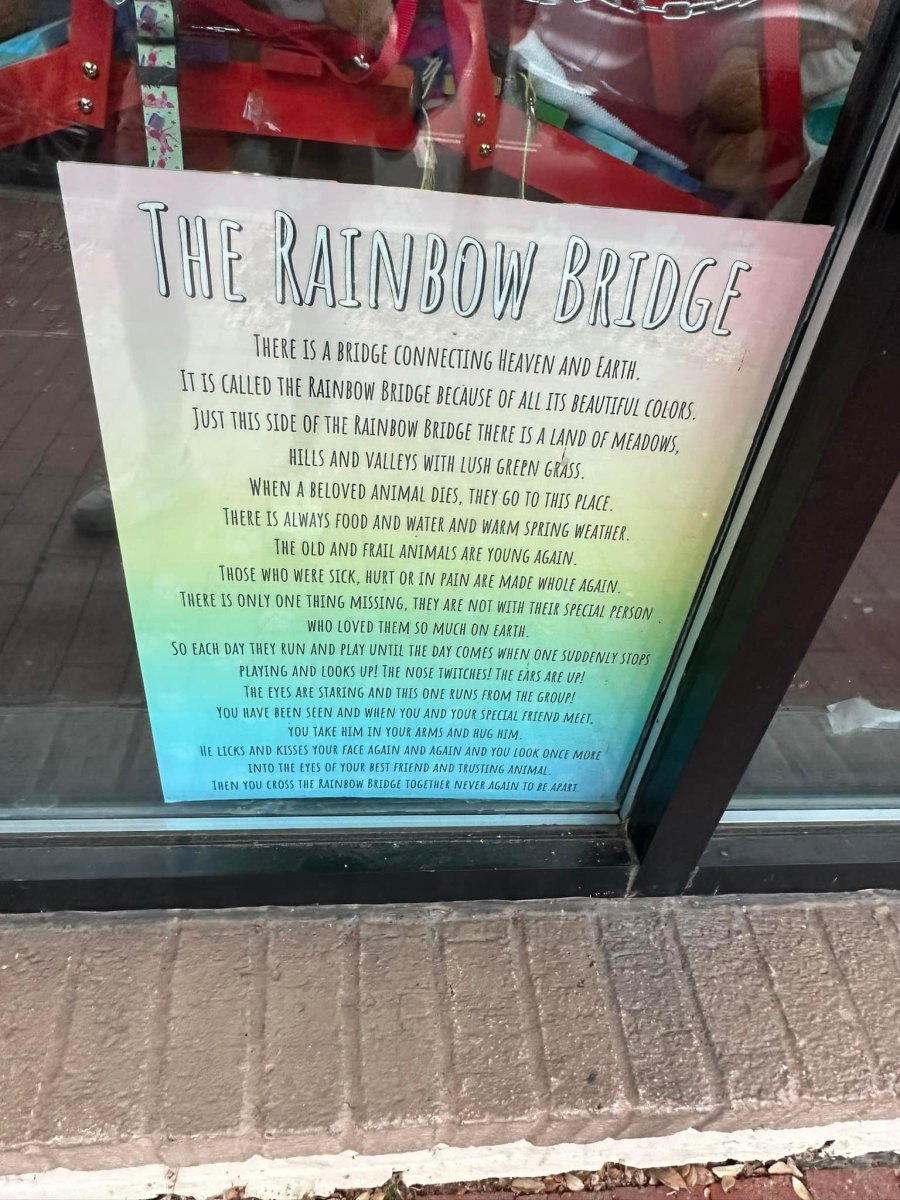 THE RAINBOW BRIDGE
THERE IS A BRIDGE CONNECTING HEAVEN AND EARTH.
IT IS CALLED THE RAINBOW BRIDGE BECAUSE OF ALL ITS BEAUTIFUL COLORS.
JUST THIS SIDE OF THE RAINBOW BRIDGE THERE IS A LAND OF MEADOWS,
HILLS AND VALLEYS WITH LUSH GREEN GRASS.
WHEN A BELOVED ANIMAL DIES, THEY GO TO THIS PLACE.
THERE IS ALWAYS FOOD AND WATER AND WARM SPRING WEATHER.
THE OLD AND FRAIL ANIMALS ARE YOUNG AGAIN.
THOSE WHO WERE SICK, HURT OR IN PAIN ARE MADE WHOLE AGAIN.
THERE IS ONLY ONE THING MISSING, THEY ARE NOT WITH THEIR SPECIAL PERSON
WHO LOVED THEM SO MUCH ON EARTH.
SO EACH DAY THEY RUN AND PLAY UNTIL THE DAY COMES WHEN ONE SUDDENLY STOPS
PLAYING AND LOOKS UP! THE NOSE TWITCHES! THE EARS ARE UP!
THE EYES ARE STARING AND THIS ONE RUNS FROM THE GROUP!
YOU HAVE BEEN SEEN AND WHEN YOU AND YOUR SPECIAL FRIEND MEET,
YOU TAKE HIM IN YOUR ARMS AND HUG HIM.
HE LICKS AND KISSES YOUR FACE AGAIN AND AGAIN AND YOU LOOK ONCE MORE
INTO THE EYES OF YOUR BEST FRIEND AND TRUSTING ANIMAL.
THEN YOU CROSS THE RAINBOW BRIDGE TOGETHER NEVER AGAIN TO BE APART.